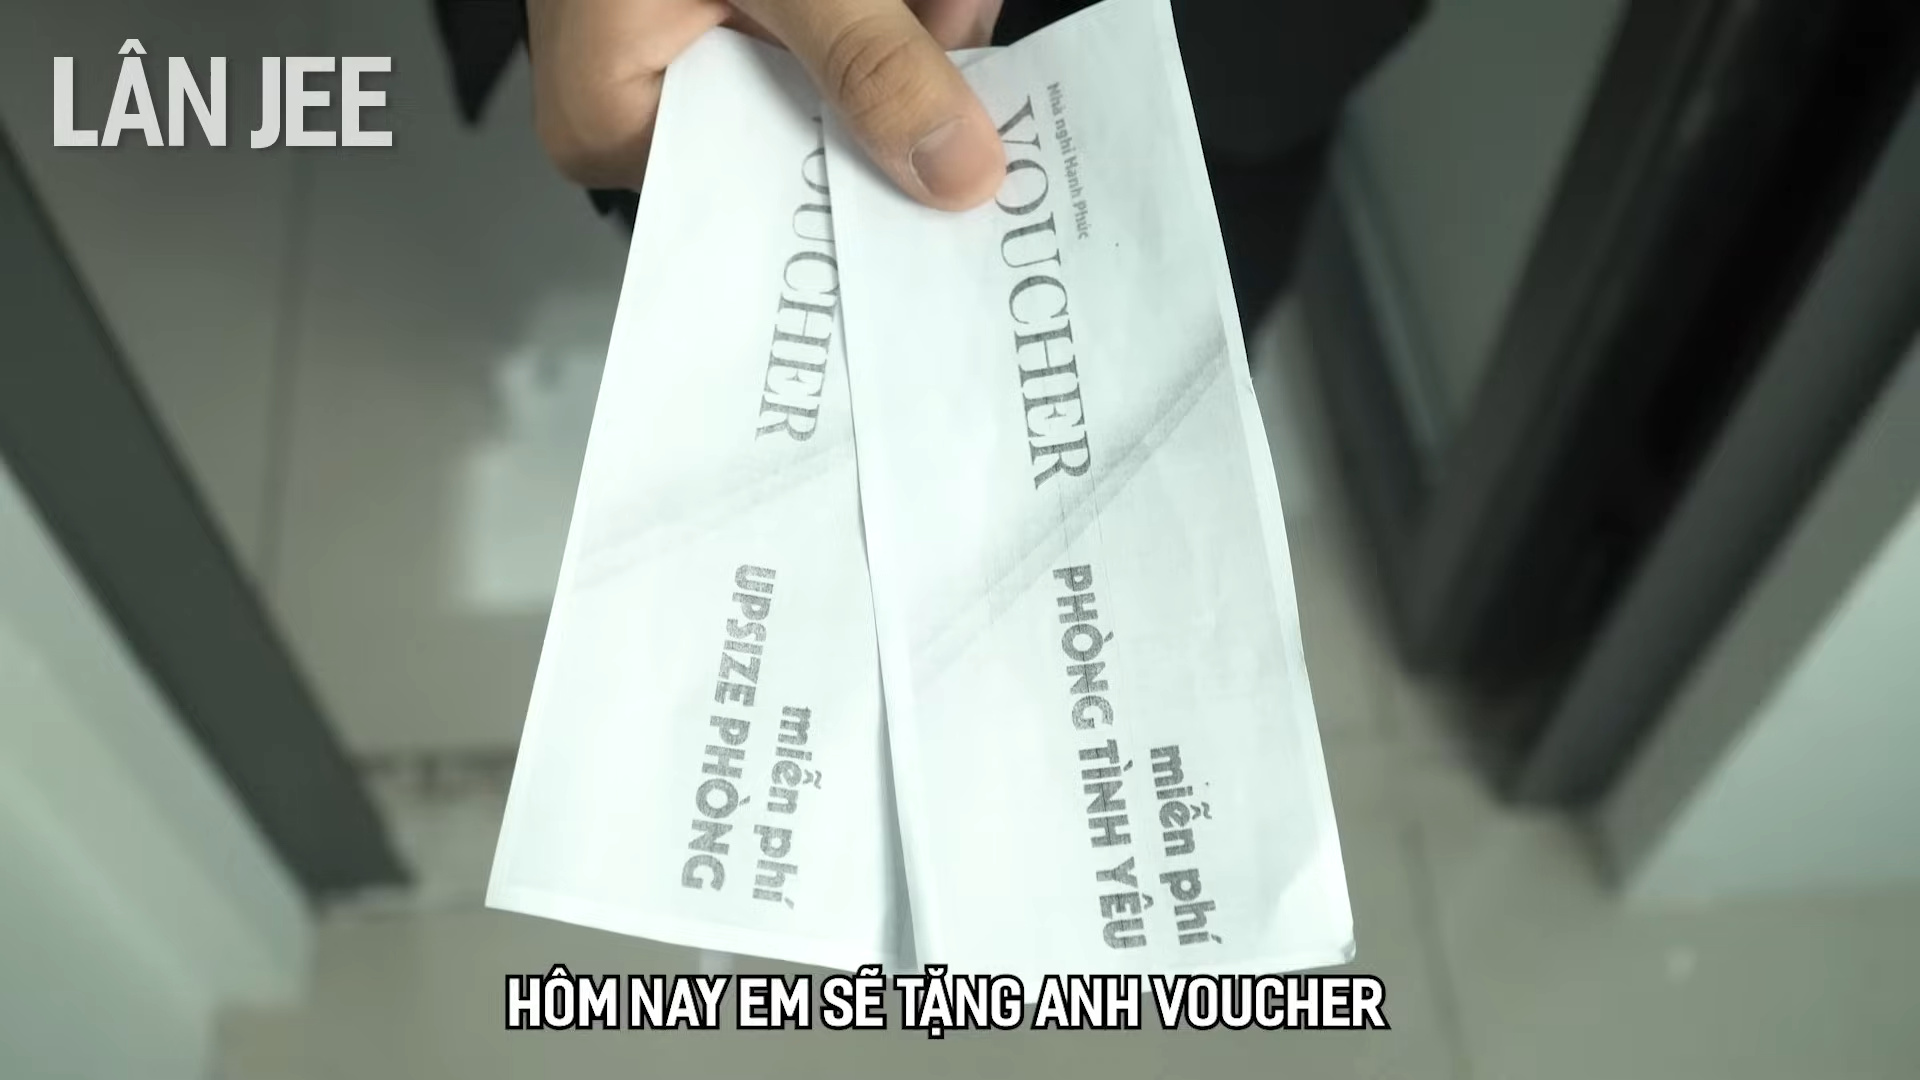 LÂN JEE
VOUCHER
miễn phí
UPSIZE PHÒNG
Nhà nghỉ Hạnh Phúc
VOUCHER
miễn phí
PHÒNG TÌNH YÊU
HÔM NAY EM SẼ TẶNG ANH VOUCHER